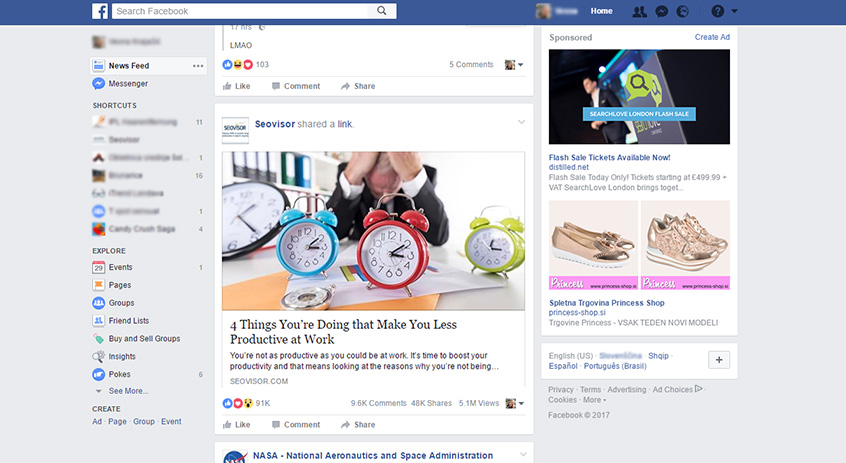 Search Facebook
Home
News Feed
Messenger
SHORTCUTS
11
Seovisor
1
16
1
Candy Crush Saga 4
EXPLORE
29 Events 1
Pages
Groups
Friend Lists
Buy and Sell Groups
Insights
Pokes 6
See More...
CREATE
Ad · Page · Group · Event
17 hrs ·
LMAO
103 5 Comments
Like Comment Share
SEOVISOR
Seovisor shared a link.
4 Things You're Doing that Make You Less
Productive at Work
You're not as productive as you could be at work. It's time to boost your
productivity and that means looking at the reasons why you're not being…
SEOVISOR.COM
91K 9.6K Comments 48K Shares 5.1M Views
Like Comment Share
NASA
NASA - National Aeronautics and Space Administration
Sponsored Create Ad
SEARCHLOVE LONDON FLASH SALE
Flash Sale Tickets Available Now!
distilled.net
Flash Sale Today Only! Tickets starting at £499.99 +
VAT SearchLove London brings toget...
Princess www.princess-shop.si Princess www.princess-shop.si
Spletna Trgovina Princess Shop
princess-shop.si
Trgovine Princess - VSAK TEDEN NOVI MODELI
English (US) · Slovenščina · Shqip ·
Español · Português (Brasil)
+
Privacy · Terms · Advertising · Ad Choices ·
Cookies · More
Facebook © 2017